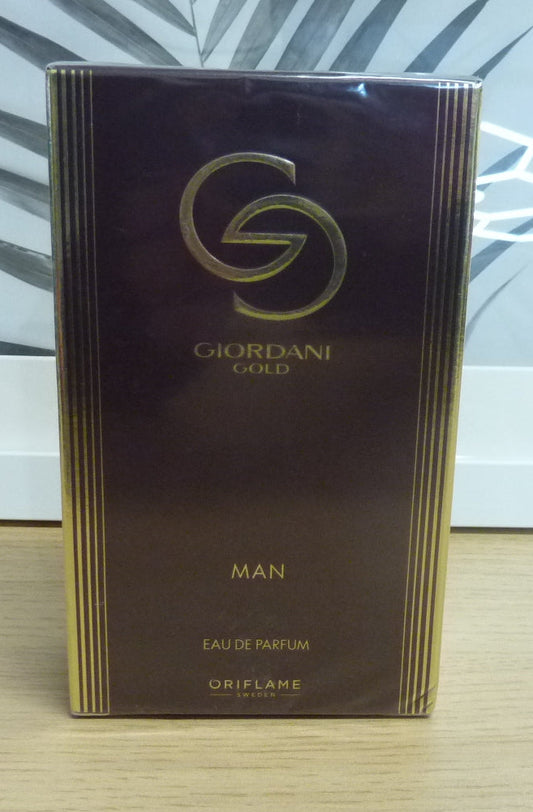 GIORDANI
GOLD
MAN
EAU DE PARFUM
ORIFLAME
SWEDEN